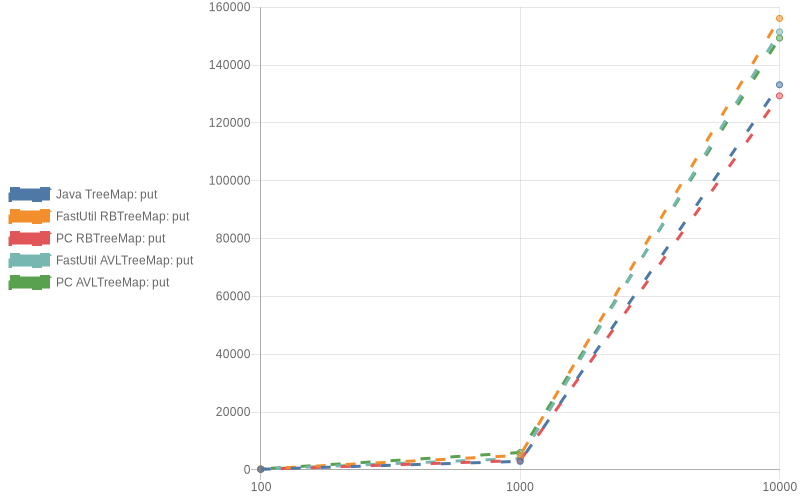 Java TreeMap: put
FastUtil RBTreeMap: put
PC RBTreeMap: put
FastUtil AVLTreeMap: put
PC AVLTreeMap: put
160000
140000
120000
100000
80000
60000
40000
20000
0
100 1000 10000